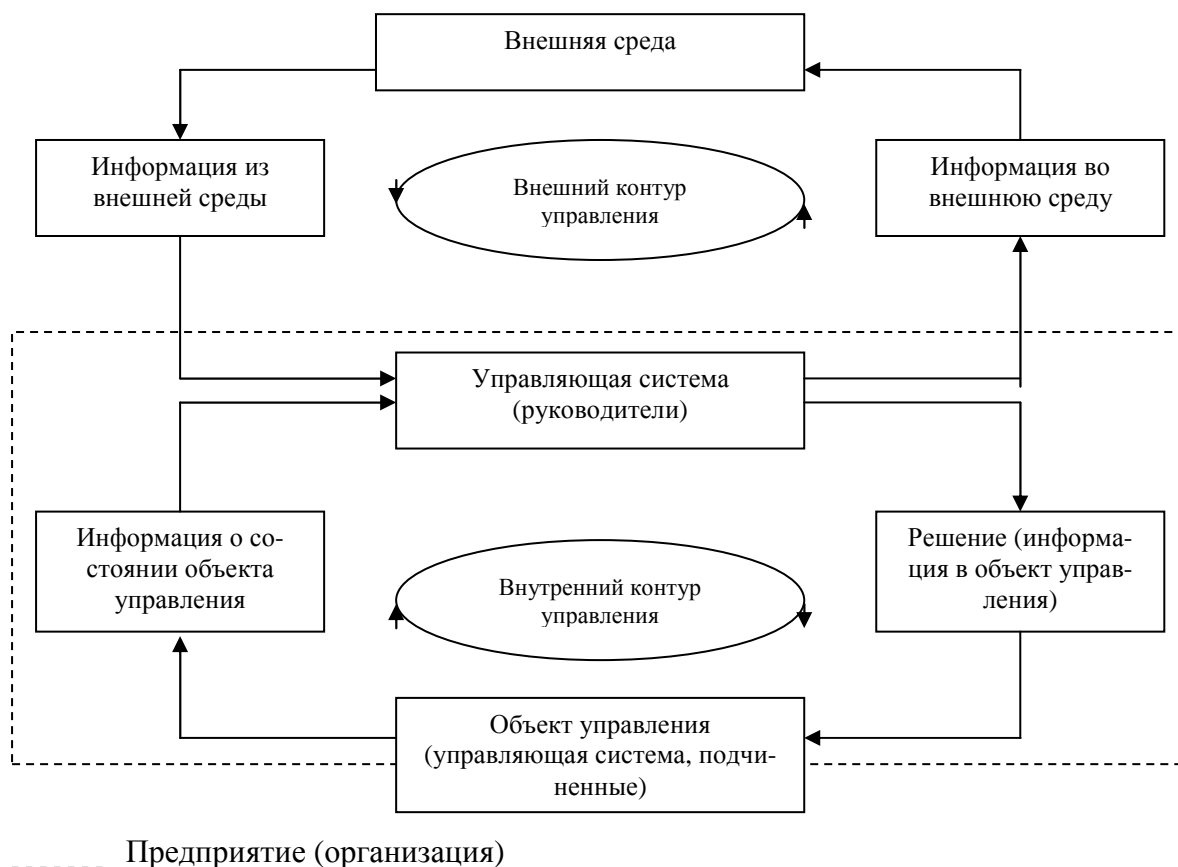 Внешняя среда
Информация из
внешней среды
Внешний контур
управления
Информация во
внешнюю среду
Управляющая система
(руководители)
Информация о со-
стоянии объекта
управления
Внутренний контур
управления
Решение (информа-
ция в объект управ-
ления)
Объект управления
(управляющая система, подчи-
ненные)
Предприятие (организация)